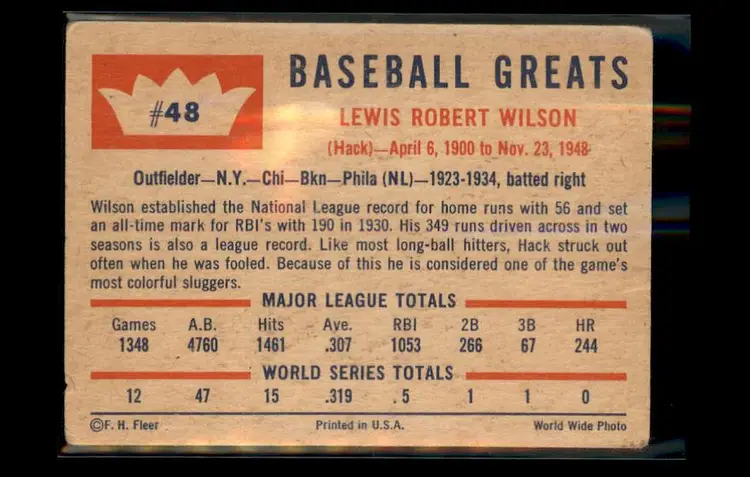 #48
BASEBALL GREATS
LEWIS ROBERT WILSON
(Hack)—April 6, 1900 to Nov. 23, 1948
Outfielder—N.Y.—Chi—Bkn—Phila (NL)—1923-1934, batted right
Wilson established the National League record for home runs with 56 and set
an all-time mark for RBI's with 190 in 1930. His 349 runs driven across in two
seasons is also a league record. Like most long-ball hitters, Hack struck out
often when he was fooled. Because of this he is considered one of the game's
most colorful sluggers.
MAJOR LEAGUE TOTALS
Games A.B. Hits Ave. RBI 2B 3B HR
1348 4760 1461 .307 1053 266 67 244
WORLD SERIES TOTALS
12 47 15 .319 .5 1 1 0
©F. H. Fleer Printed in U.S.A. World Wide Photo